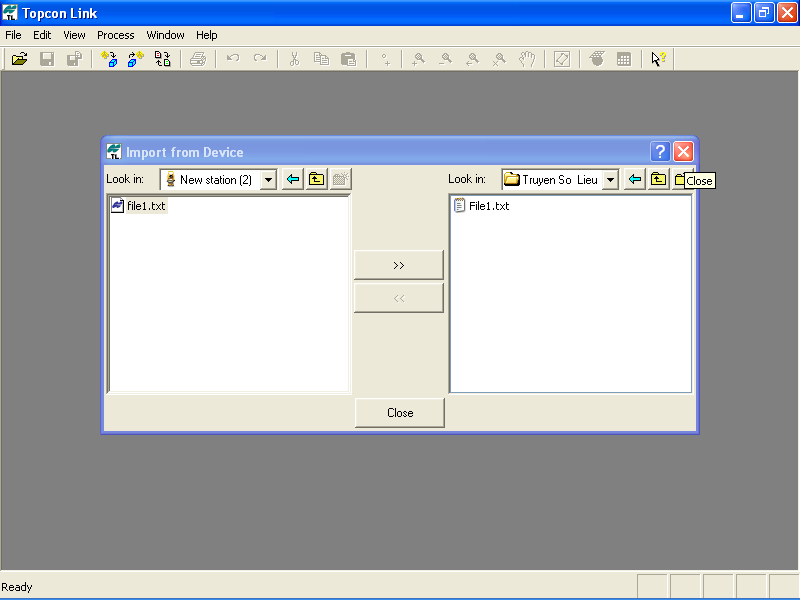 Topcon Link
File Edit View Process Window Help
TL Import from Device
Look in: New station (2)
Look in: Truyen So Lieu
Close
file1.txt
File1.txt
>>
<<
Close
Ready